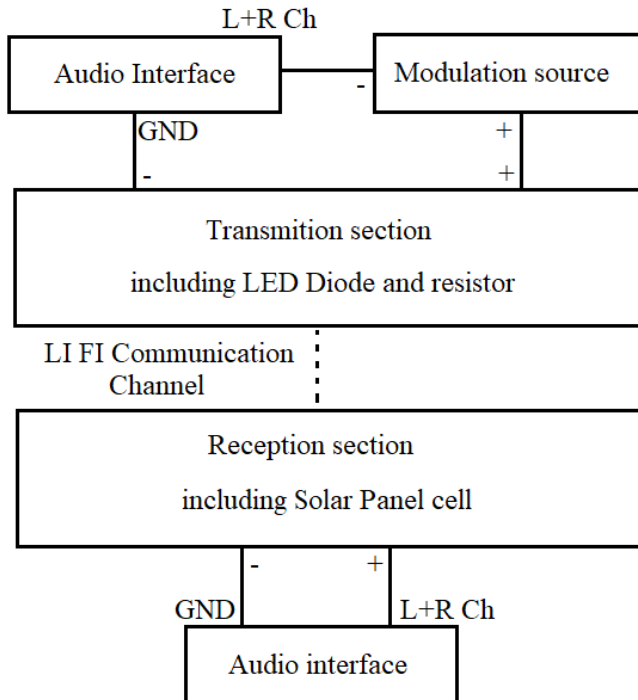 L+R Ch
Audio Interface
-
Modulation source
GND
+
-
+
Transmition section
including LED Diode and resistor
LI FI Communication
Channel
Reception section
including Solar Panel cell
-
+
GND
L+R Ch
Audio interface